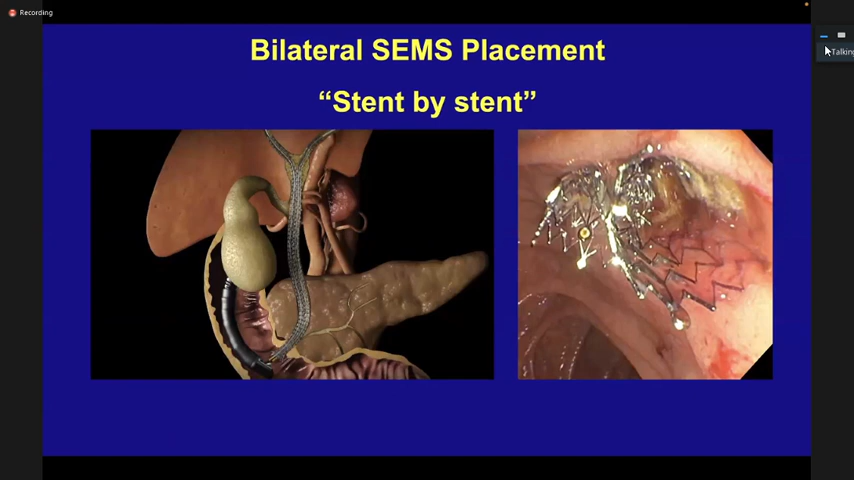 Recording
Bilateral SEMS Placement
Talking
“Stent by stent”